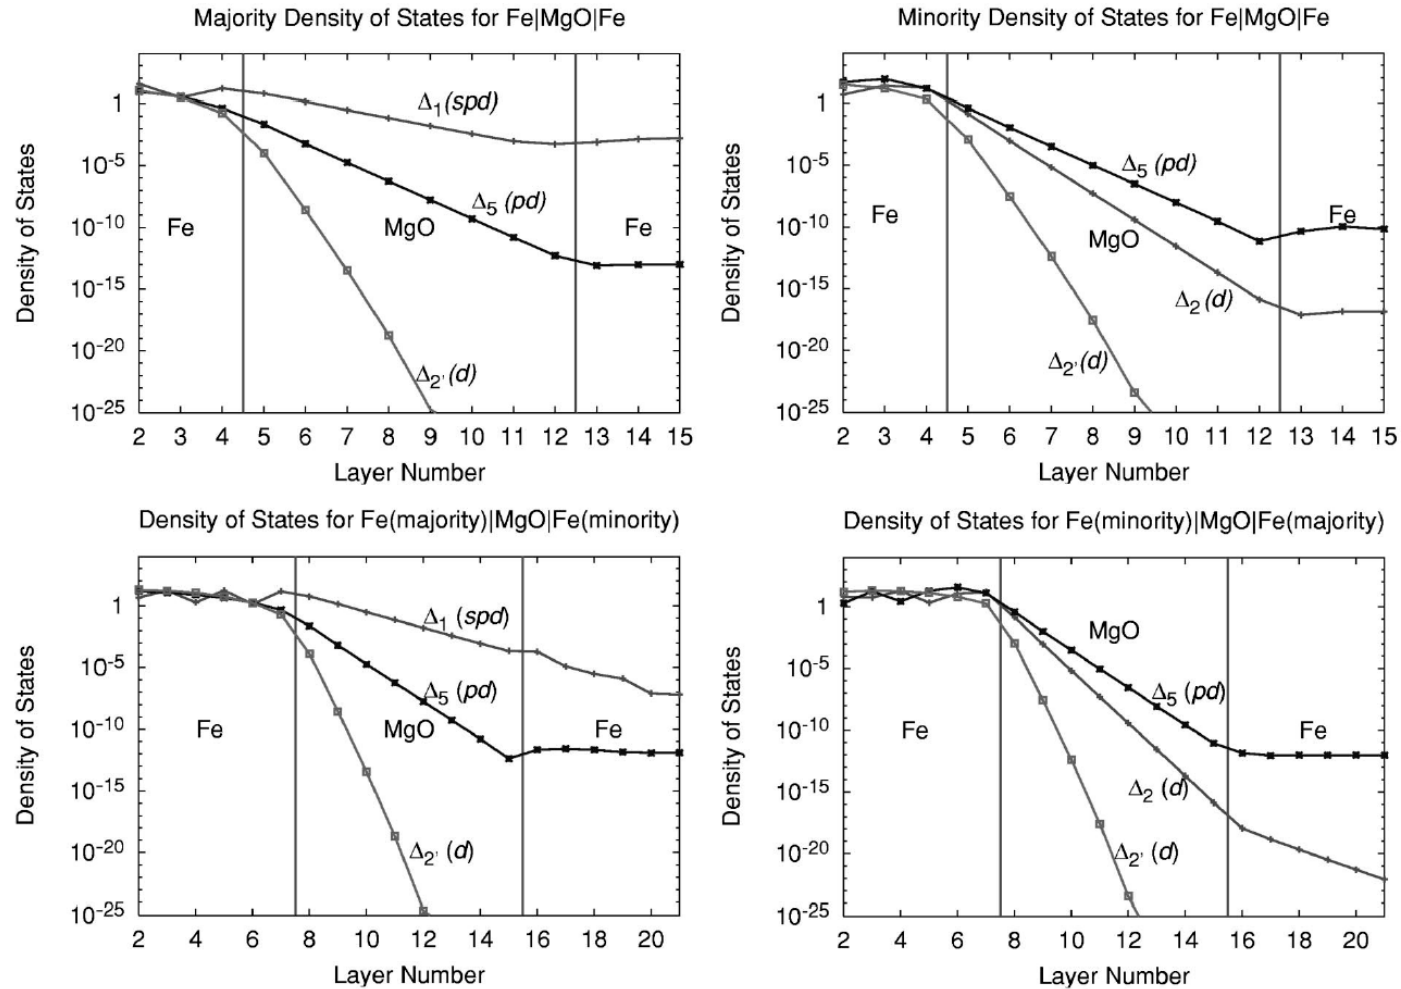 Majority Density of States for Fe|MgO|Fe
Density of States
1
10-5
10-10
10-15
10-20
10-25
Δ1(spd)
Δ5 (pd)
Fe
MgO
Fe
Δ2'(d)
2 3 4 5 6 7 8 9 10 11 12 13 14 15
Layer Number
Minority Density of States for Fe|MgO|Fe
Density of States
1
10-5
10-10
10-15
10-20
10-25
Δ5 (pd)
Fe
MgO
Fe
Δ2 (d)
Δ2'(d)
2 3 4 5 6 7 8 9 10 11 12 13 14 15
Layer Number
Density of States for Fe(majority)|MgO|Fe(minority)
Density of States
1
10-5
10-10
10-15
10-20
10-25
Δ1 (spd)
Δ5 (pd)
Fe
MgO
Fe
Δ2' (d)
2 4 6 8 10 12 14 16 18 20
Layer Number
Density of States for Fe(minority)|MgO|Fe(majority)
Density of States
1
10-5
10-10
10-15
10-20
10-25
MgO
Δ5 (pd)
Fe
Fe
Δ2 (d)
Δ2' (d)
2 4 6 8 10 12 14 16 18 20
Layer Number